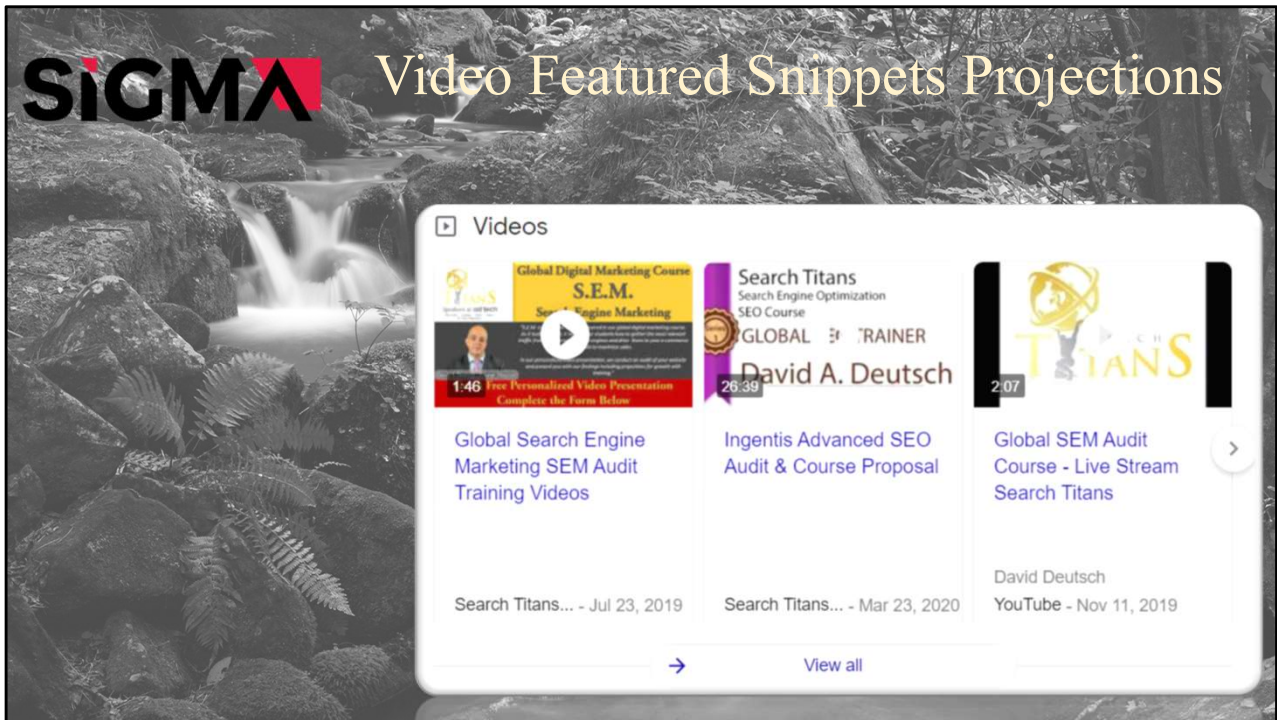 SiGMA
Video Featured Snippets Projections
Videos
Global Digital Marketing Course
S.E.M.
Search Engine Marketing
Free Personalized Video Presentation
Complete the Form Below
1:46
Global Search Engine
Marketing SEM Audit
Training Videos
Search Titans... - Jul 23, 2019
Search Titans
Search Engine Optimization
SEO Course
GLOBAL TRAINER
David A. Deutsch
26:39
Ingentis Advanced SEO
Audit & Course Proposal
Search Titans... - Mar 23, 2020
TITANS
2:07
Global SEM Audit
Course - Live Stream
Search Titans
David Deutsch
YouTube - Nov 11, 2019
View all